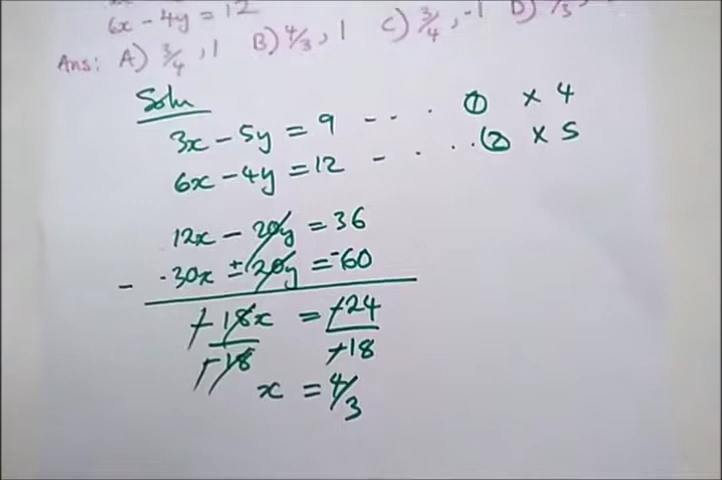 6x - 4y = 12
Ans: A) 3/4, 1 B) 4/3, 1 C) 3/4, -1 D)
Soln
3x - 5y = 9 - - . . ① × 4
6x - 4y = 12 - . . . . ② × 5
12x - 20y = 36
- 30x ± 20y = -60
-18x = -24
-18 -18
x = 4/3